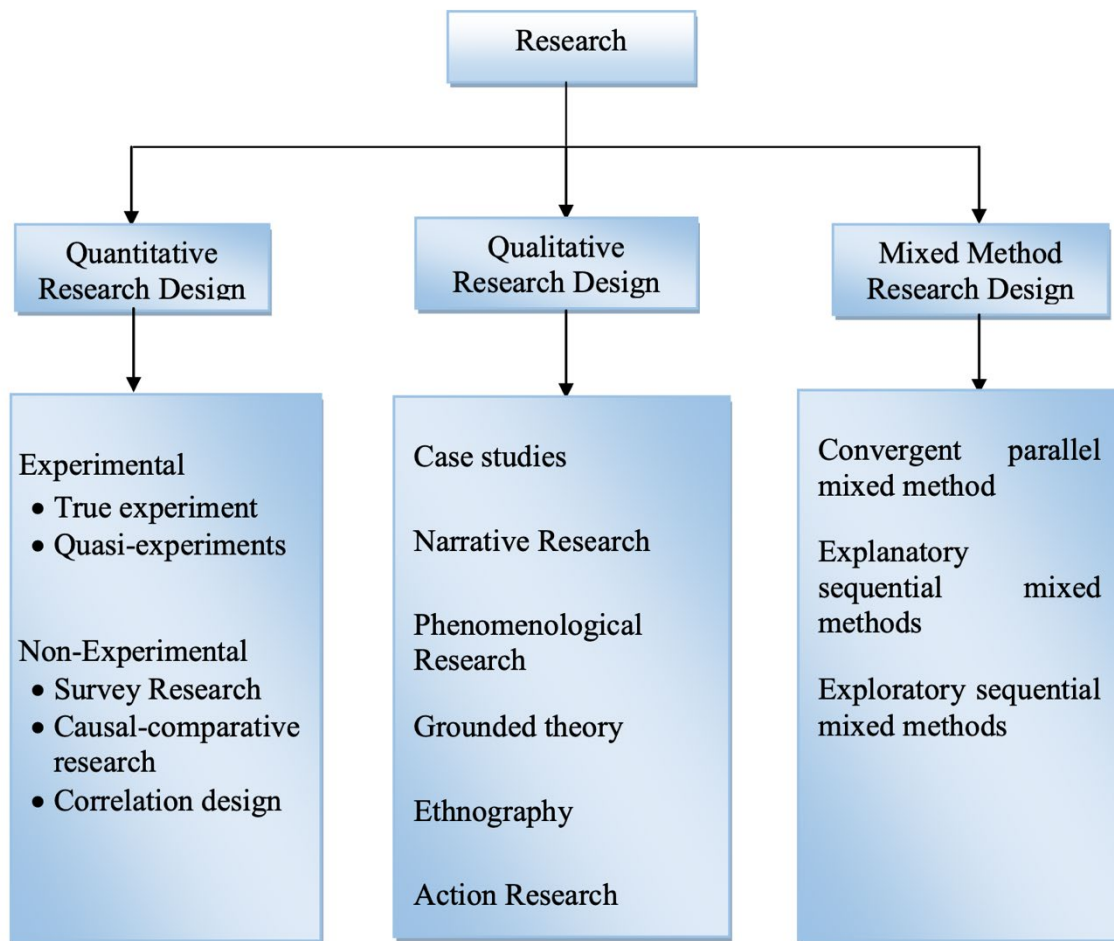 Research
Quantitative
Research Design
Qualitative
Research Design
Mixed Method
Research Design
Experimental
• True experiment
• Quasi-experiments
Non-Experimental
• Survey Research
• Causal-comparative
research
• Correlation design
Case studies
Narrative Research
Phenomenological
Research
Grounded theory
Ethnography
Action Research
Convergent parallel
mixed method
Explanatory
sequential mixed
methods
Exploratory sequential
mixed methods